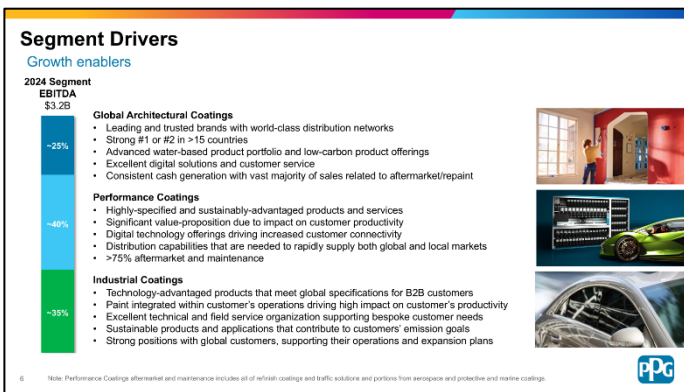 Segment Drivers
Growth enablers
2024 Segment
EBITDA
$3.2B
~25%
Global Architectural Coatings
• Leading and trusted brands with world-class distribution networks
• Strong #1 or #2 in >15 countries
• Advanced water-based product portfolio and low-carbon product offerings
• Excellent digital solutions and customer service
• Consistent cash generation with vast majority of sales related to aftermarket/repaint
~40%
Performance Coatings
• Highly-specified and sustainably-advantaged products and services
• Significant value-proposition due to impact on customer productivity
• Digital technology offerings driving increased customer connectivity
• Distribution capabilities that are needed to rapidly supply both global and local markets
• >75% aftermarket and maintenance
~35%
Industrial Coatings
• Technology-advantaged products that meet global specifications for B2B customers
• Paint integrated within customer's operations driving high impact on customer's productivity
• Excellent technical and field service organization supporting bespoke customer needs
• Sustainable products and applications that contribute to customers' emission goals
• Strong positions with global customers, supporting their operations and expansion plans
6
Note: Performance Coatings aftermarket and maintenance includes all of refinish coatings and traffic solutions and portions from aerospace and protective and marine coatings.
PPG